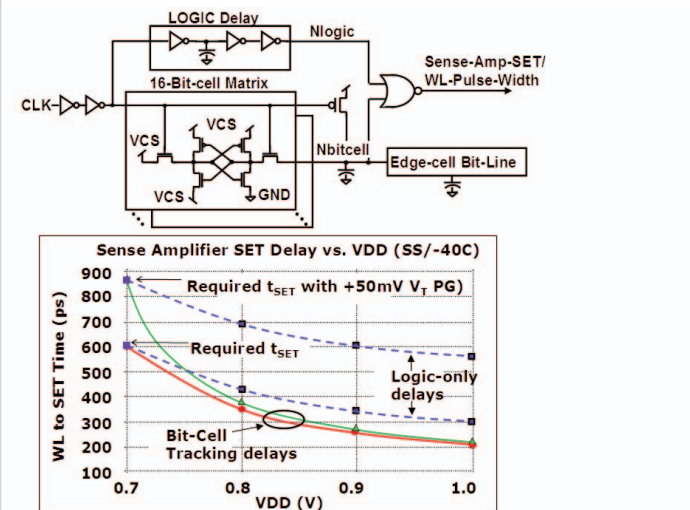 LOGIC Delay
Nlogic
Sense-Amp-SET/
WL-Pulse-Width
16-Bit-cell Matrix
CLK
VCS
VCS
Nbitcell
Edge-cell Bit-Line
VCS
GND
Sense Amplifier SET Delay vs. VDD (SS/-40C)
900
Required tSET with +50mV VT PG)
800
700
600
Required tSET
500
Logic-only
delays
400
300
Bit-Cell
Tracking delays
200
100
WL to SET Time (ps)
0.7 0.8 0.9 1.0
VDD (V)